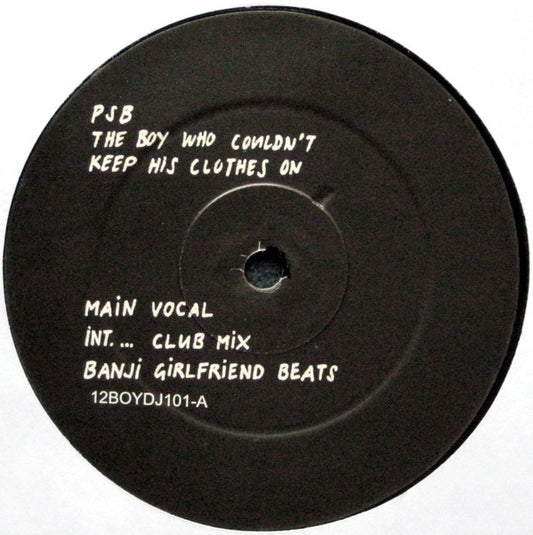 PSB
THE BOY WHO COULDN'T
KEEP HIS CLOTHES ON
MAiN VOCAL
iNT. ... CLUB MiX
BANJi GiRLFRiEND BEATS
12BOYDJ101-A